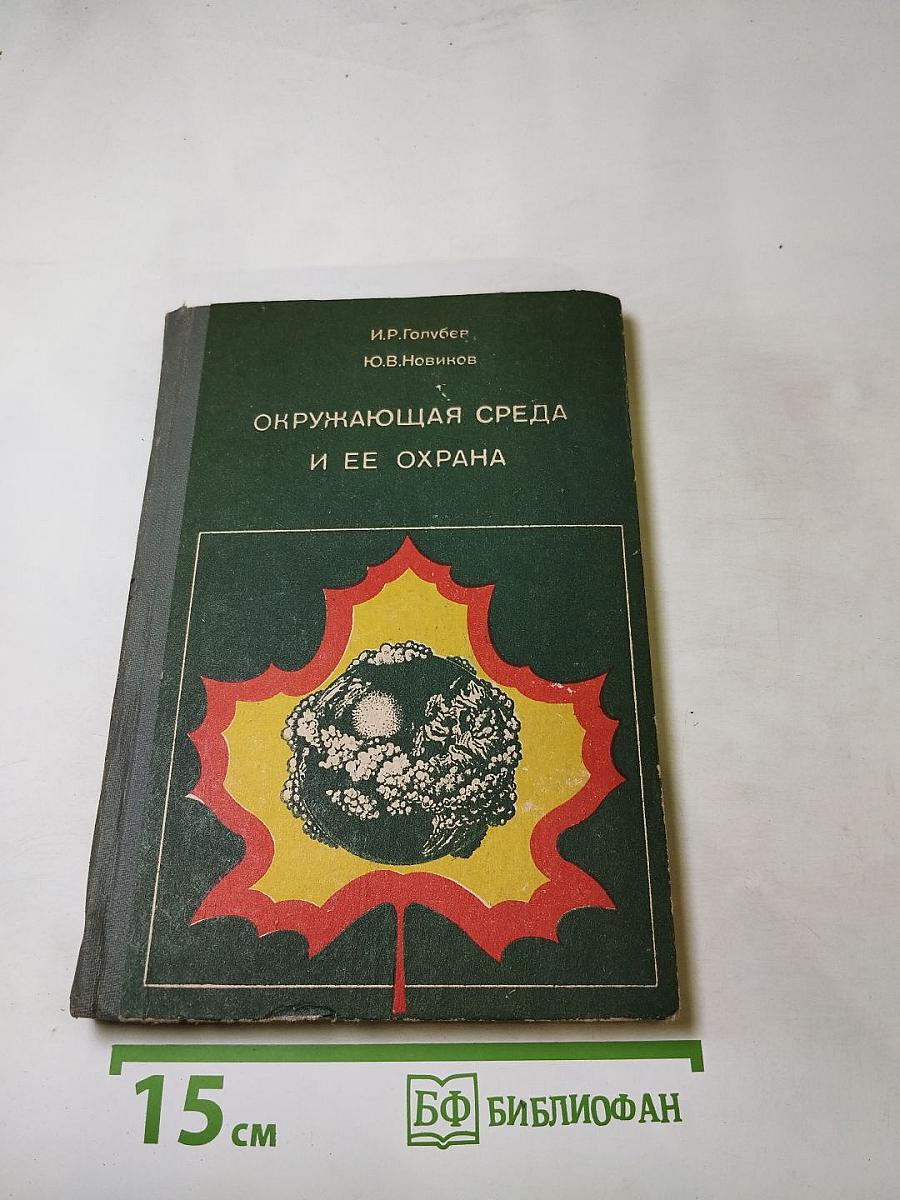 И.Р.Голубев
Ю.В.Новиков
ОКРУЖАЮЩАЯ СРЕДА
И ЕЕ ОХРАНА
15 см
БФ БИБЛИОФАН